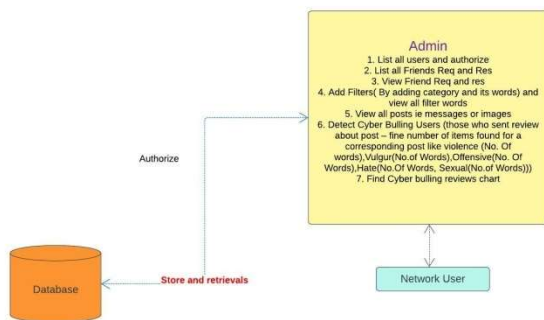 Admin
1. List all users and authorize
2. List all Friends Req and Res
3. View Friend Req and res
4. Add Filters( By adding category and its words) and
view all filter words
5. View all posts ie messages or images
6. Detect Cyber Bulling Users (those who sent review
about post – fine number of items found for a
corresponding post like violence (No. Of
words),Vulgur(No.of Words),Offensive(No. Of
Words),Hate(No.Of Words, Sexual(No.of Words)))
7. Find Cyber bulling reviews chart
Authorize
Store and retrievals
Database
Network User